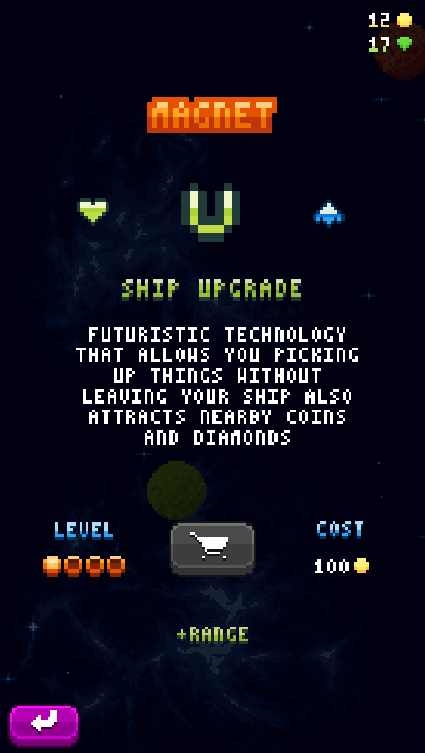 12
17
MAGNET
SHIP UPGRADE
FUTURISTIC TECHNOLOGY
THAT ALLOWS YOU PICKING
UP THINGS WITHOUT
LEAVING YOUR SHIP ALSO
ATTRACTS NEARBY COINS
AND DIAMONDS
LEVEL
COST
100
+RANGE